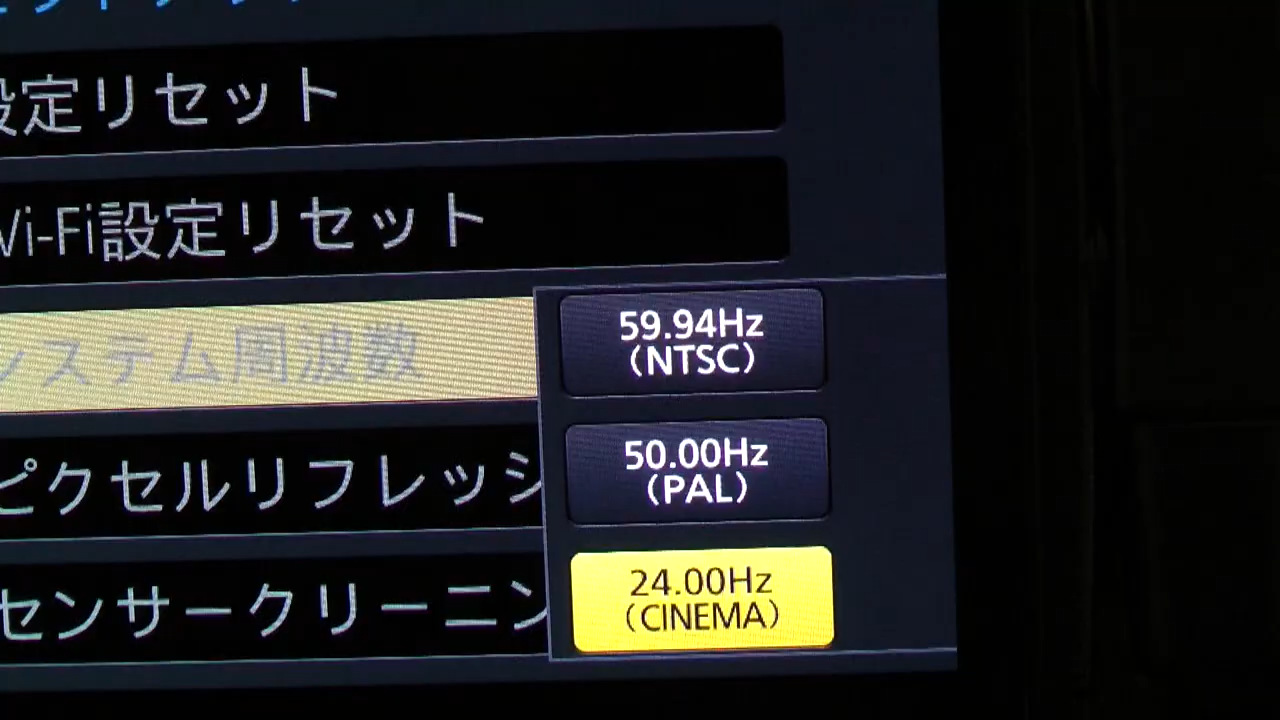 設定リセット
Wi-Fi設定リセット
システム周波数
59.94Hz
(NTSC)
50.00Hz
(PAL)
ピクセルリフレッシ
24.00Hz
(CINEMA)
センサークリーニン